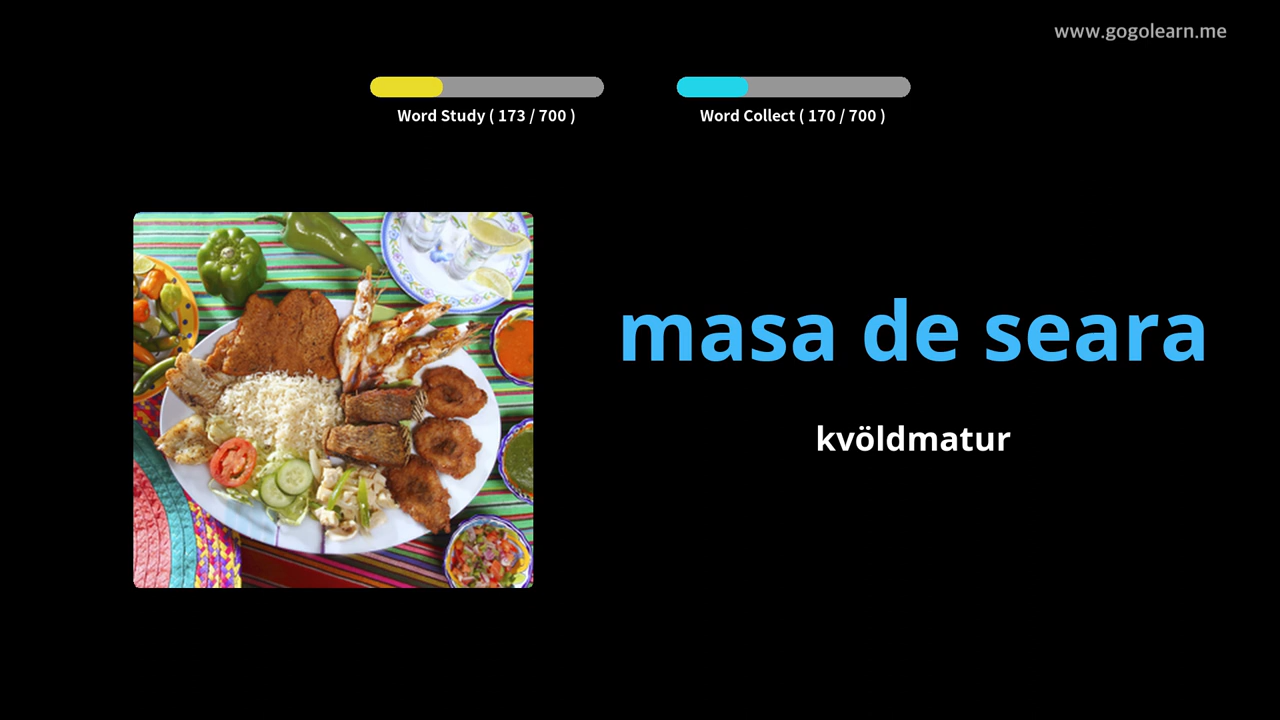 www.gogolearn.me
Word Study ( 173 / 700 )
Word Collect ( 170 / 700 )
masa de seara
kvöldmatur